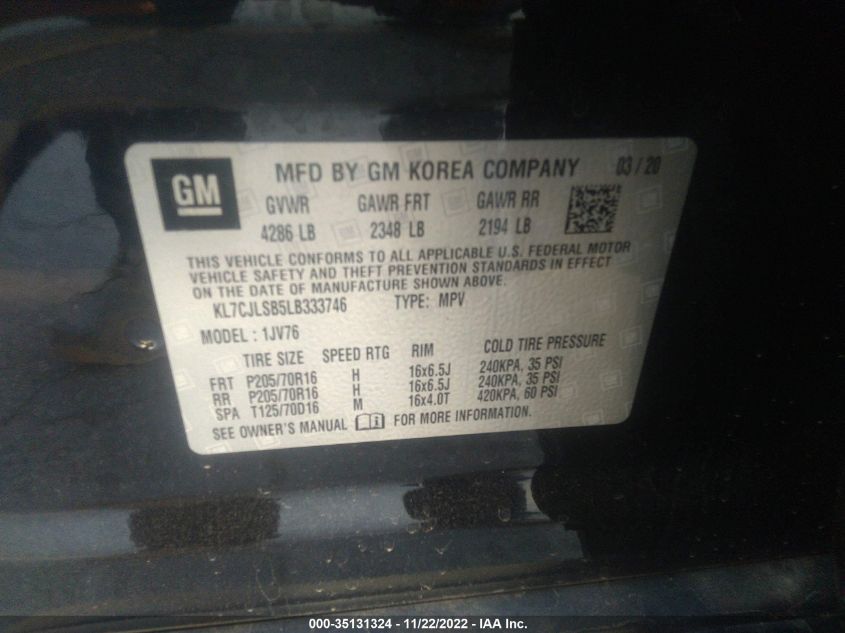 GM
MFD BY GM KOREA COMPANY 03/20
GVWR GAWR FRT GAWR RR
4286 LB 2348 LB 2194 LB
THIS VEHICLE CONFORMS TO ALL APPLICABLE U.S. FEDERAL MOTOR
VEHICLE SAFETY AND THEFT PREVENTION STANDARDS IN EFFECT
ON THE DATE OF MANUFACTURE SHOWN ABOVE.
KL7CJLSB5LB333746 TYPE: MPV
MODEL: 1JV76
TIRE SIZE SPEED RTG RIM COLD TIRE PRESSURE
FRT P205/70R16 H 16x6.5J 240KPA, 35 PSI
RR P205/70R16 H 16x6.5J 240KPA, 35 PSI
SPA T125/70D16 M 16x4.0T 420KPA, 60 PSI
SEE OWNER'S MANUAL FOR MORE INFORMATION.
000-35131324 - 11/22/2022 - IAA Inc.